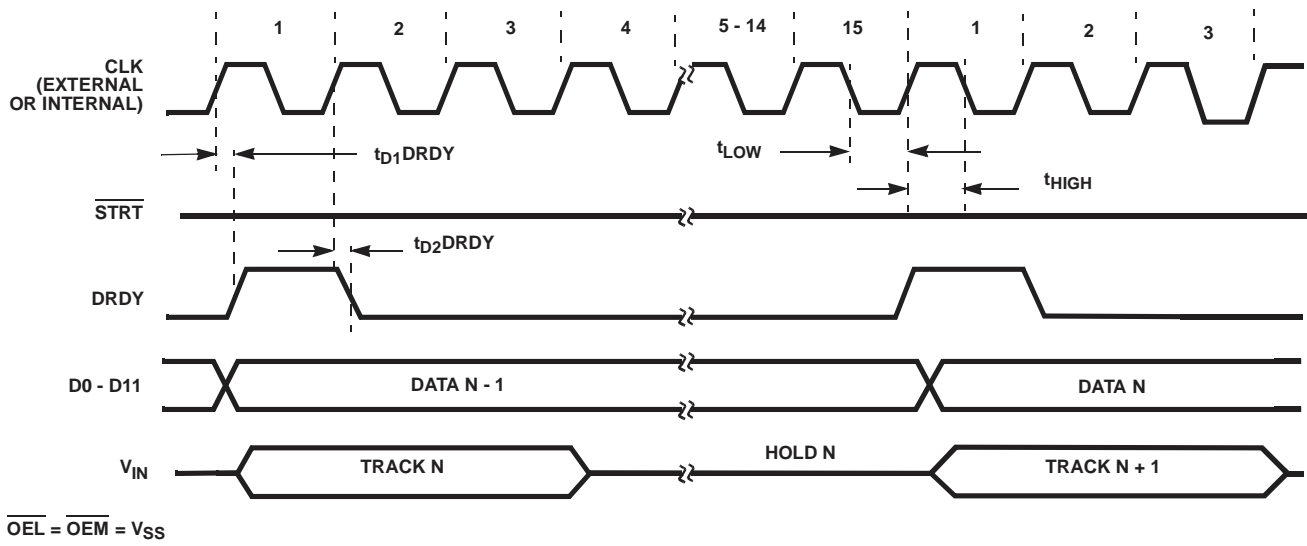 1 2 3 4 5 - 14 15 1 2 3
CLK
(EXTERNAL
OR INTERNAL)
tD1DRDY
tLOW
tHIGH
STRT
tD2DRDY
DRDY
D0 - D11
DATA N - 1
DATA N
VIN
TRACK N
HOLD N
TRACK N + 1
OEL = OEM = VSS